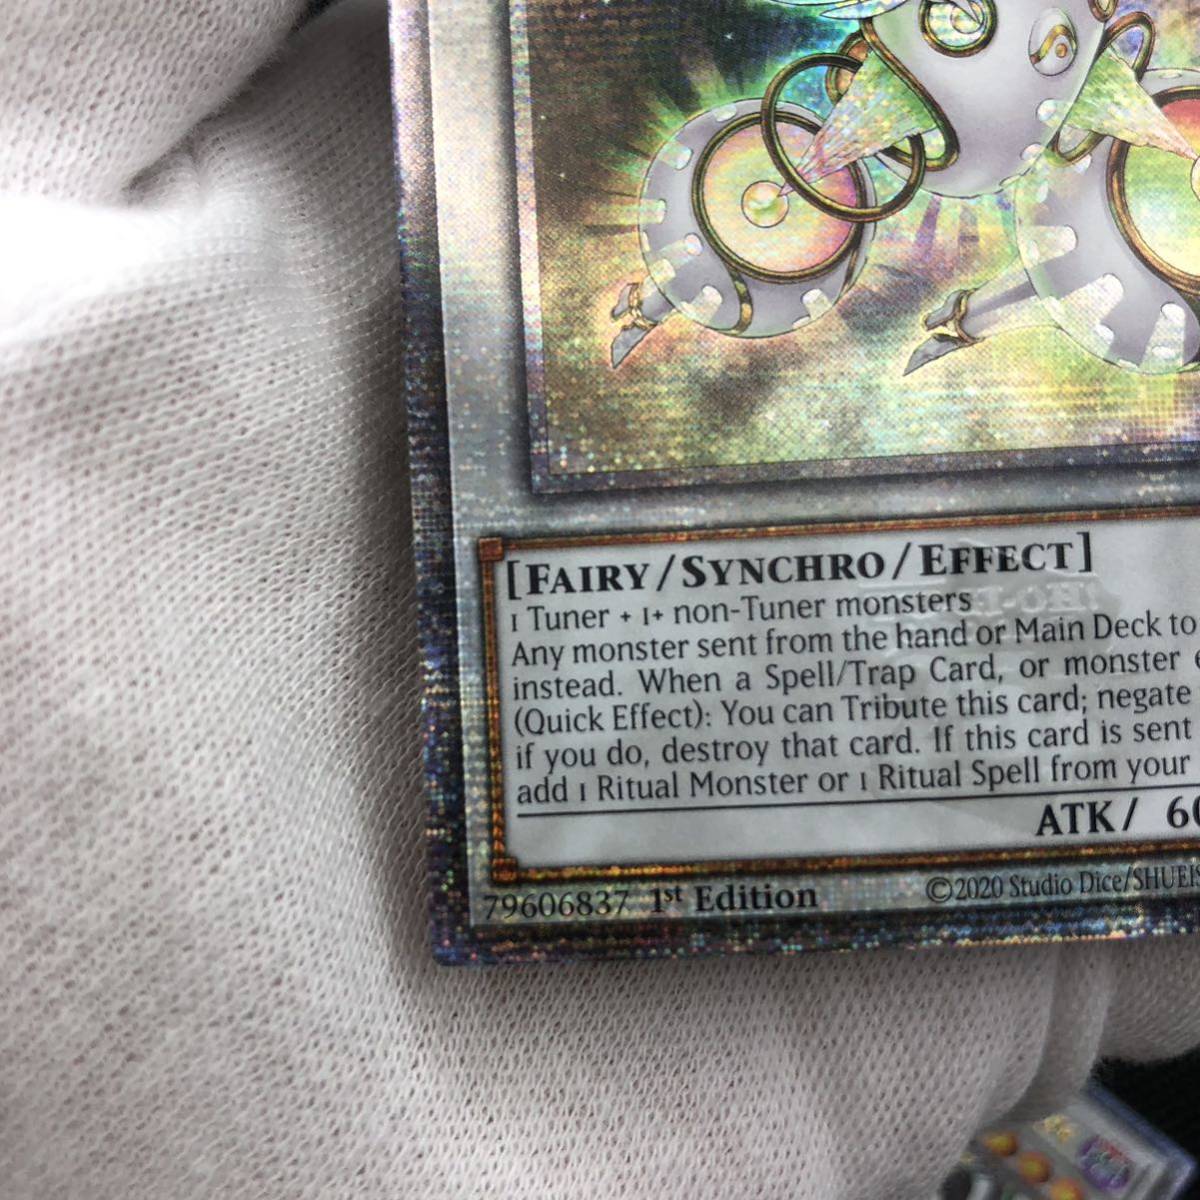 [FAIRY/SYNCHRO/EFFECT]
1 Tuner + 1+ non-Tuner monsters
Any monster sent from the hand or Main Deck to
instead. When a Spell/Trap Card, or monster
(Quick Effect): You can Tribute this card; negate
if you do, destroy that card. If this card is sent
add 1 Ritual Monster or 1 Ritual Spell from your
ATK/ 60
79606837 1st Edition ©2020 Studio Dice/SHUEIS